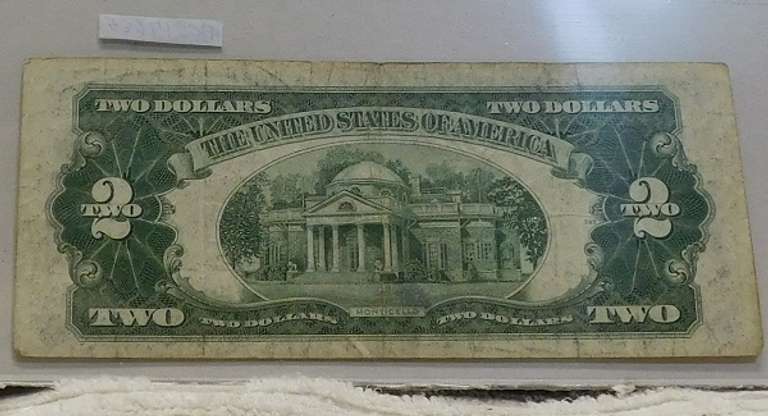 TWO DOLLARS TWO DOLLARS
THE UNITED STATES OF AMERICA
2 2
TWO TWO
TWO TWO DOLLARS MONTICELLO TWO DOLLARS TWO